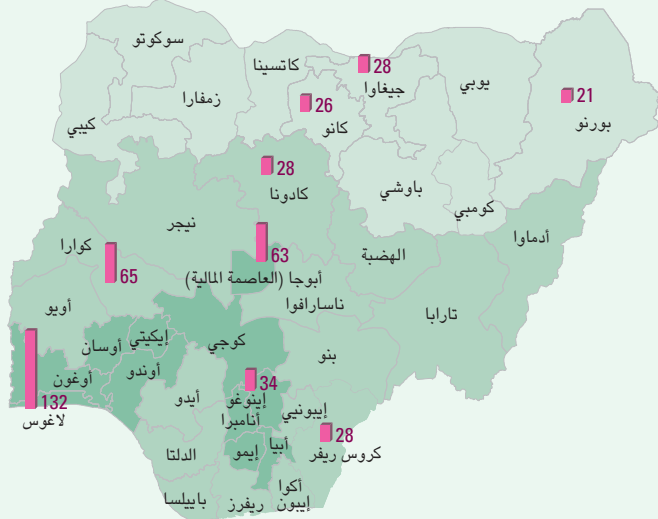 سوكوتو
كاتسينا
28
جيغاوا
يوبي
21
بورنو
زمفارا
26
كانو
كيبي
28
كادونا
باوشي
كومبي
نيجر
كوارا
65
63
أبوجا (العاصمة المالية)
الهضبة
أدماوا
ناسارافوا
تارابا
أويو
إيكيتي
أوسان
كوجي
بنو
أوندو
أوغون
132
لاغوس
أيدو
34
إينوغو
أنامبرا
إيبونيي
28
كروس ريفر
الدلتا
إيمو
أبيا
أكوا
إيبون
ريفرز
باييلسا